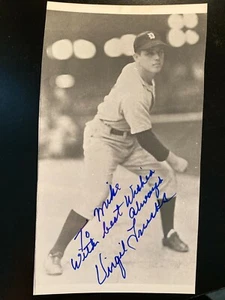 To Mike
With best Wishes
Always
Virgil Trucks